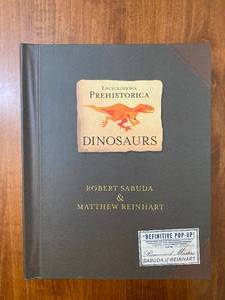 ENCYCLOPEDIA
PREHISTORICA
DINOSAURS
ROBERT SABUDA
& MATTHEW REINHART
"DEFINITIVE POP-UP!
SABUDA & REINHART